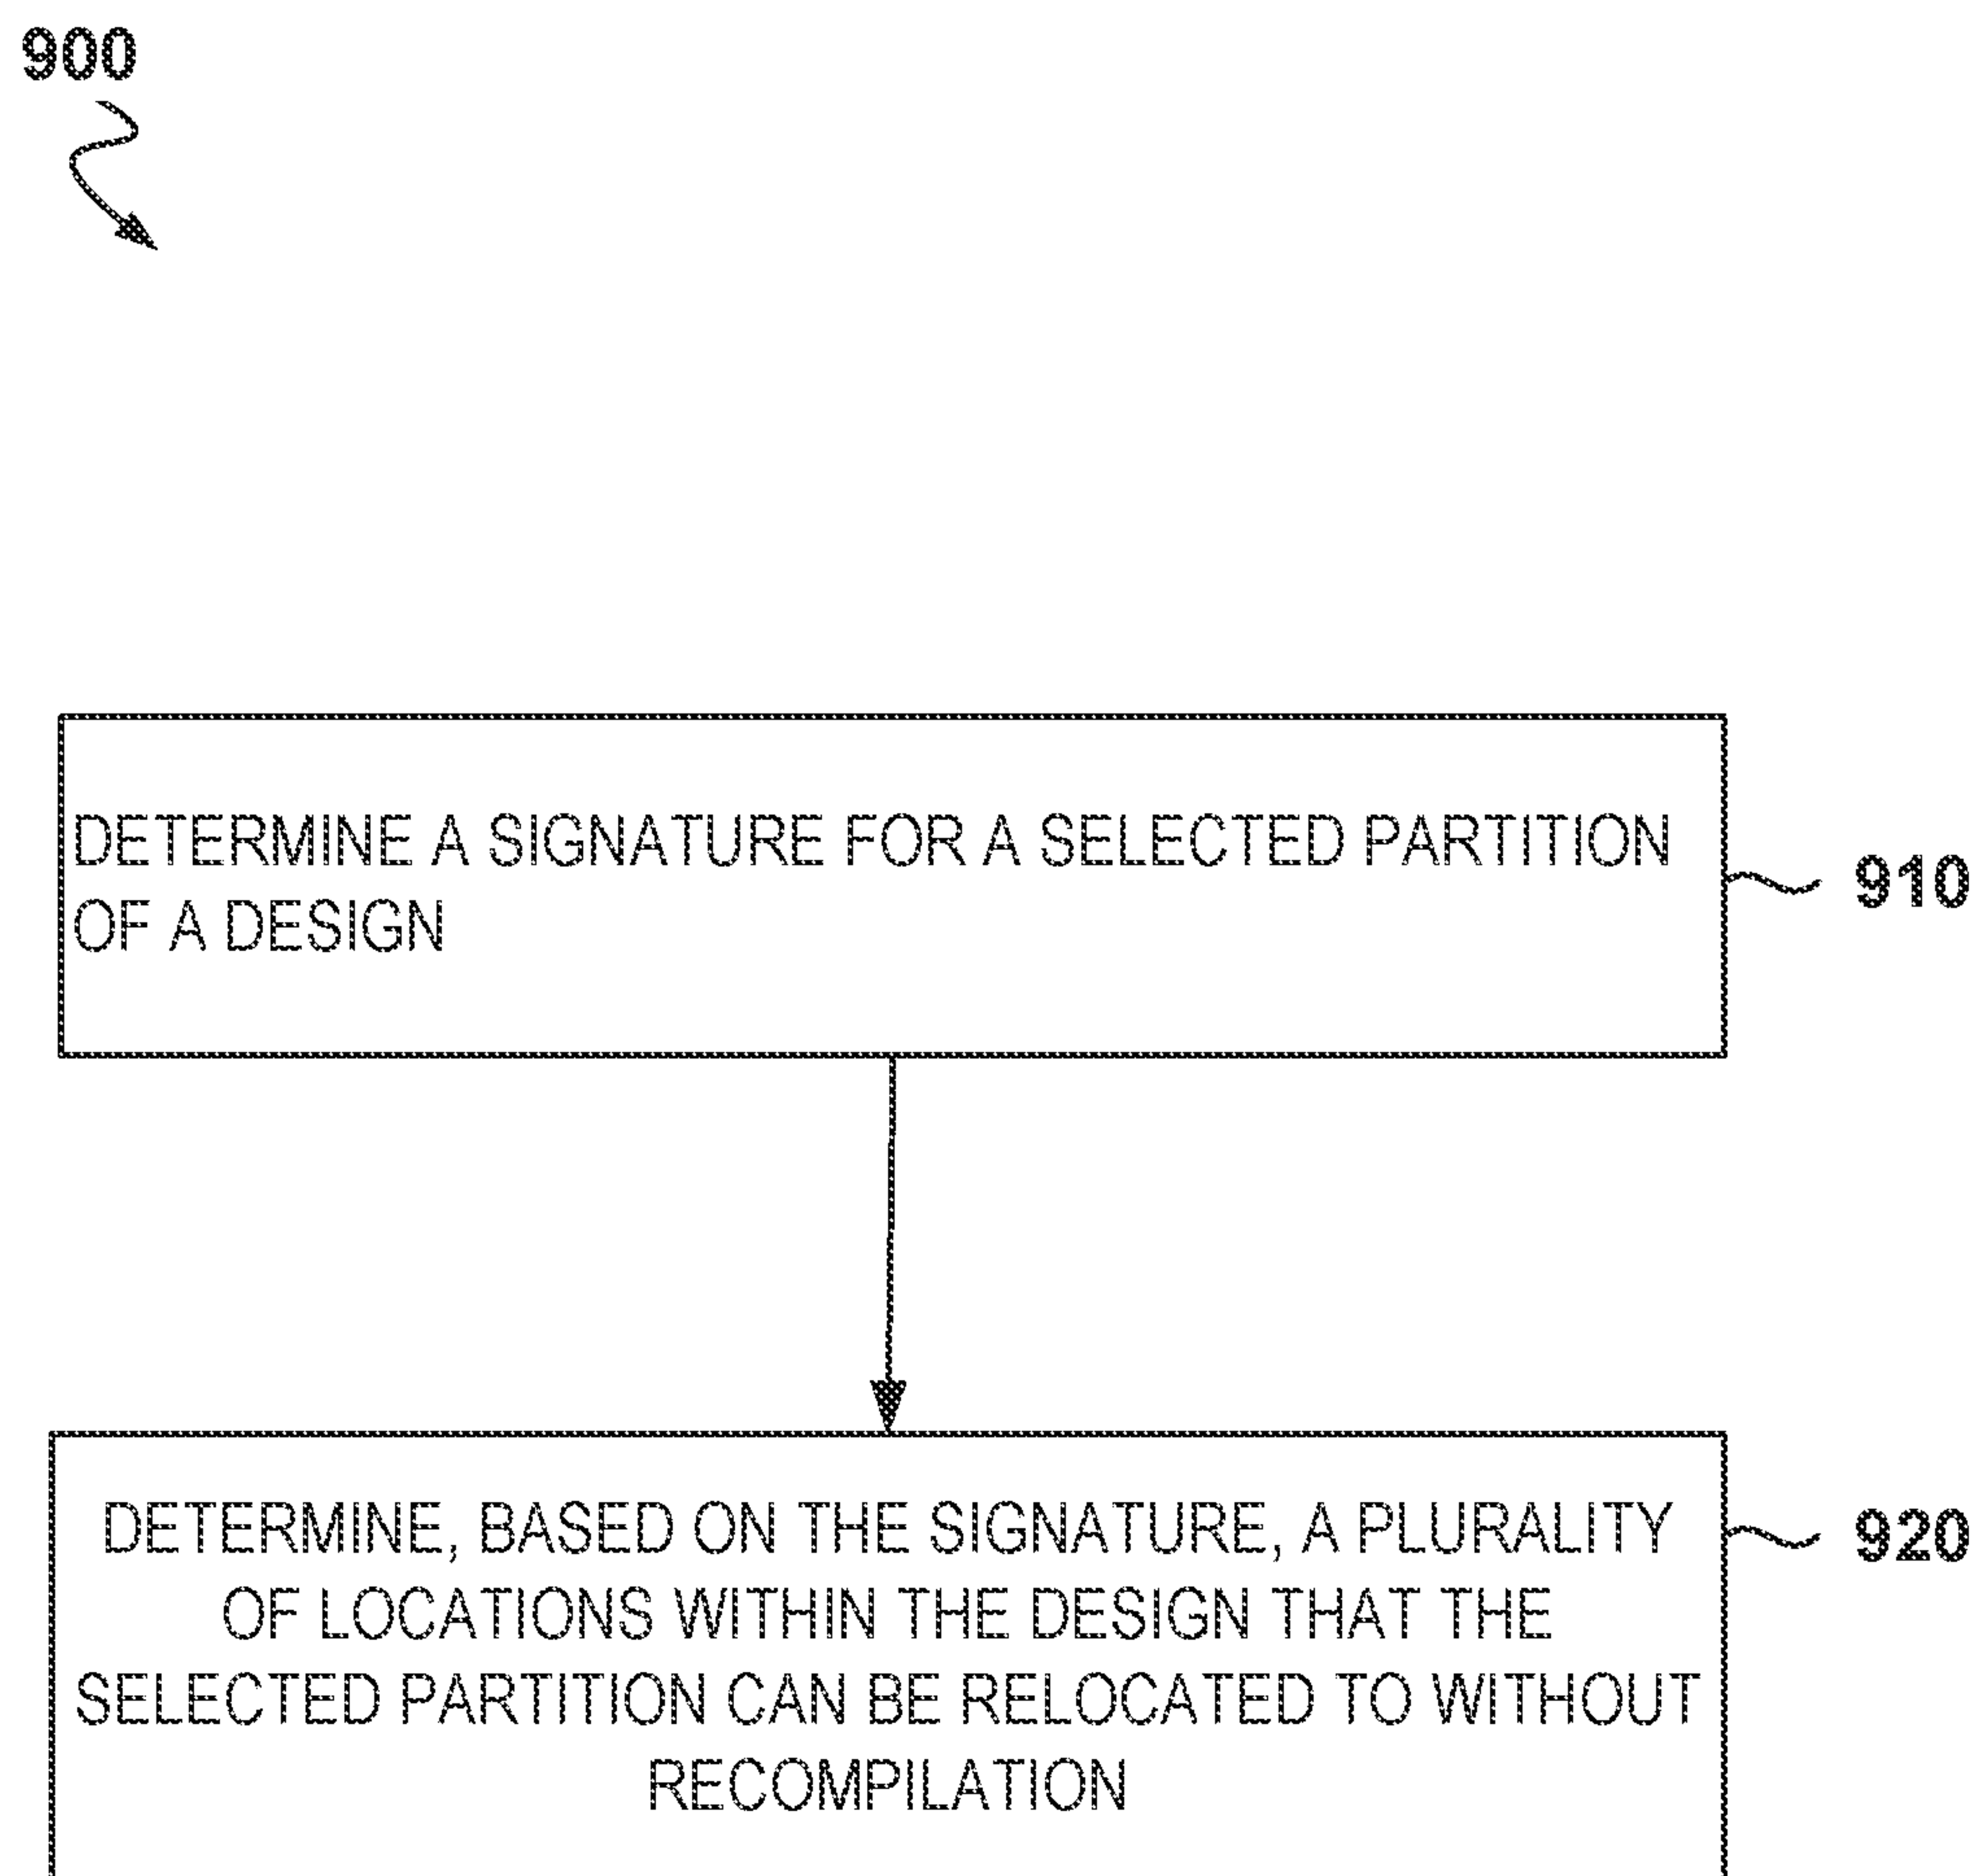 900
DETERMINE A SIGNATURE FOR A SELECTED PARTITION
OF A DESIGN
910
DETERMINE, BASED ON THE SIGNATURE, A PLURALITY
OF LOCATIONS WITHIN THE DESIGN THAT THE
SELECTED PARTITION CAN BE RELOCATED TO WITHOUT
RECOMPILATION
920